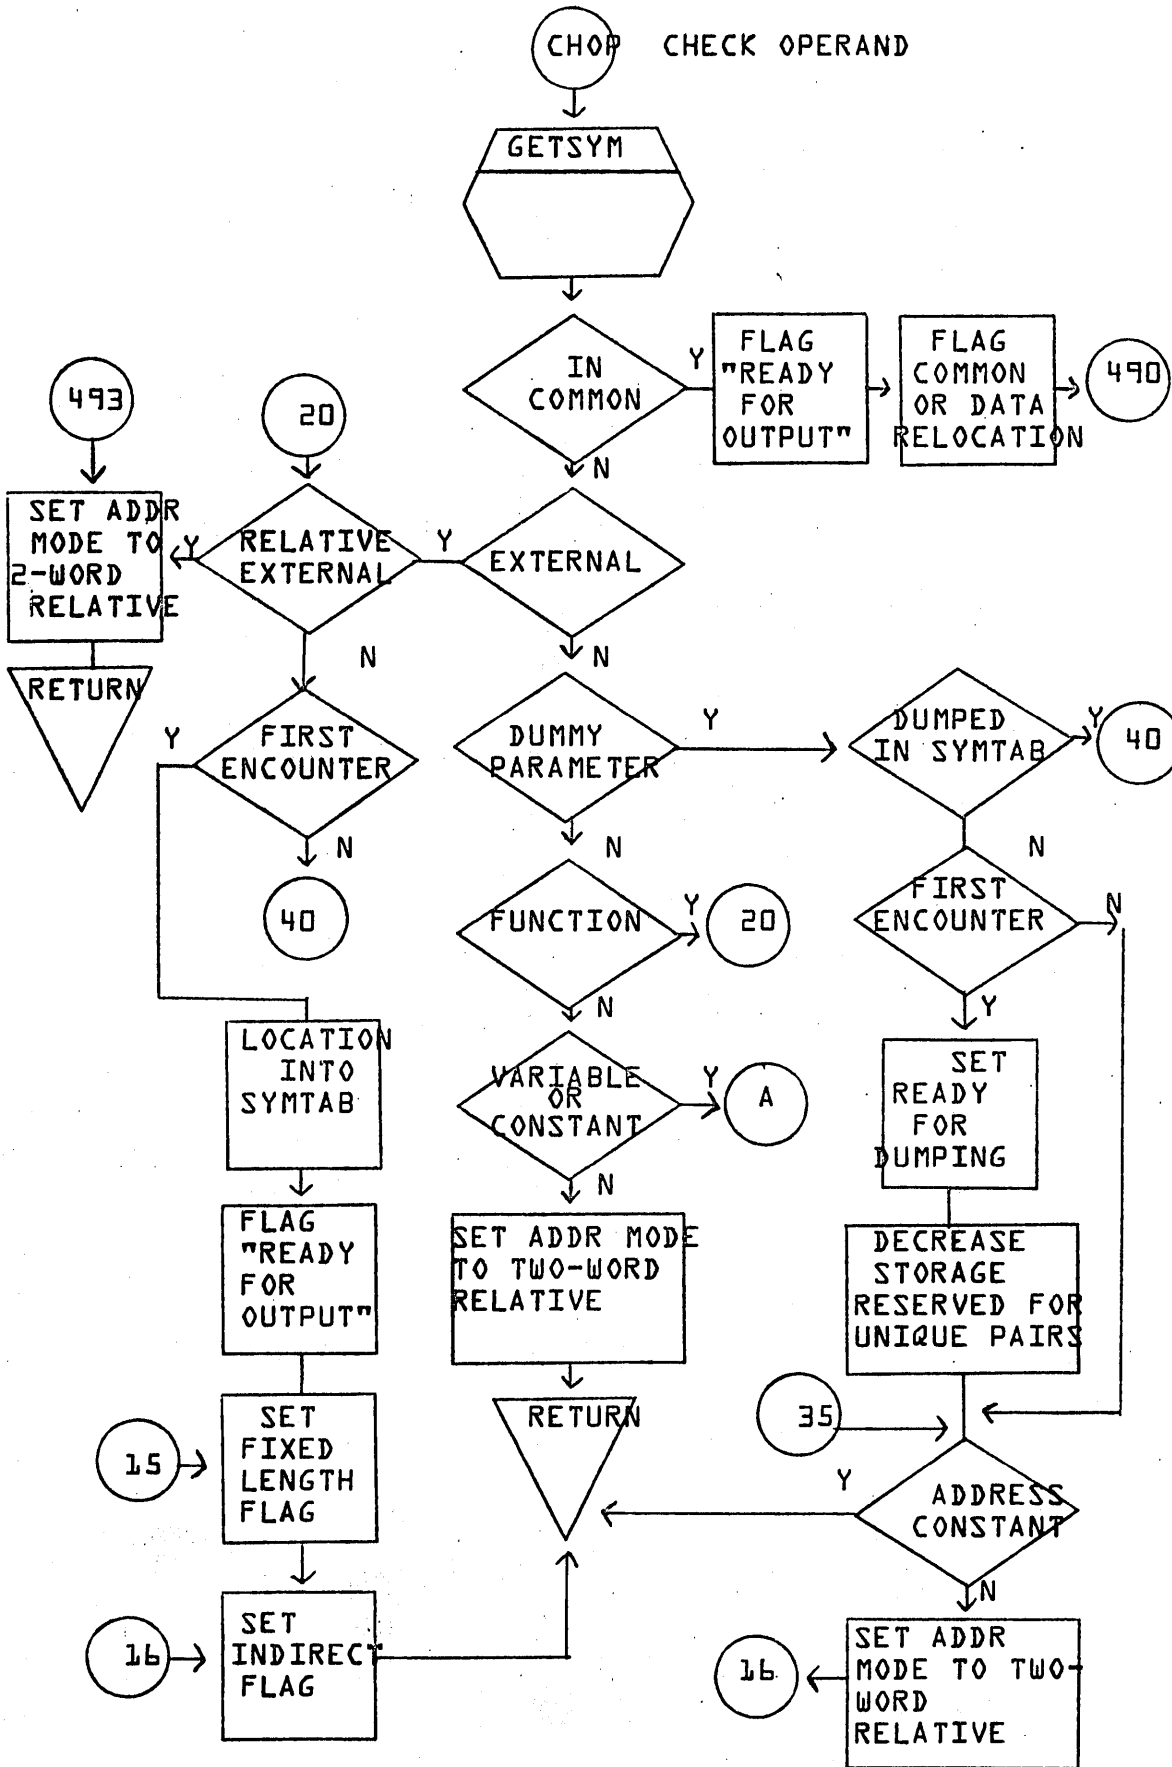 CHOP CHECK OPERAND
GETSYM
IN
COMMON
Y
FLAG
"READY
FOR
OUTPUT"
FLAG
COMMON
OR DATA
RELOCATION
490
N
493
20
SET ADDR
MODE TO
2-WORD
RELATIVE
Y
RELATIVE
EXTERNAL
Y
EXTERNAL
N
N
RETURN
Y
FIRST
ENCOUNTER
N
40
DUMMY
PARAMETER
Y
DUMPED
IN SYMTAB
Y
40
N
N
FUNCTION
Y
20
FIRST
ENCOUNTER
N
N
Y
LOCATION
INTO
SYMTAB
VARIABLE
OR
CONSTANT
Y
A
SET
READY
FOR
DUMPING
N
FLAG
"READY
FOR
OUTPUT"
SET ADDR MODE
TO TWO-WORD
RELATIVE
DECREASE
STORAGE
RESERVED FOR
UNIQUE PAIRS
RETURN
35
15
SET
FIXED
LENGTH
FLAG
Y
ADDRESS
CONSTANT
N
16
SET
INDIRECT
FLAG
16
SET ADDR
MODE TO TWO-
WORD
RELATIVE